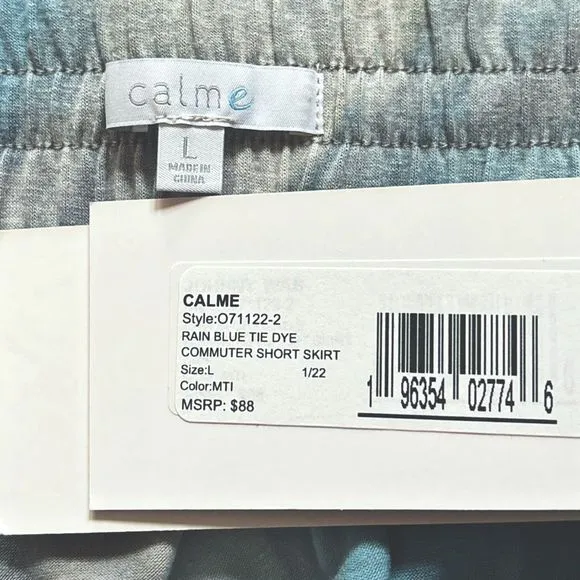 calme
L
MADE IN
CHINA
CALME
Style:O71122-2
RAIN BLUE TIE DYE
COMMUTER SHORT SKIRT
Size:L 1/22
Color:MTI
MSRP: $88
1 96354 02774 6